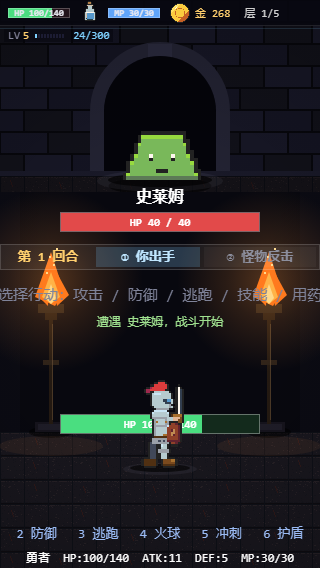 HP 100/140 MP 30/30 金 268 层 1/5
LV 5 24/300
史莱姆
HP 40 / 40
第 1 回合 ① 你出手 ② 怪物反击
选择行动 攻击 / 防御 / 逃跑 / 技能 用药
遭遇 史莱姆，战斗开始
HP 10
2 防御 3 逃跑 4 火球 5 冲刺 6 护盾
勇者 HP:100/140 ATK:11 DEF:5 MP:30/30